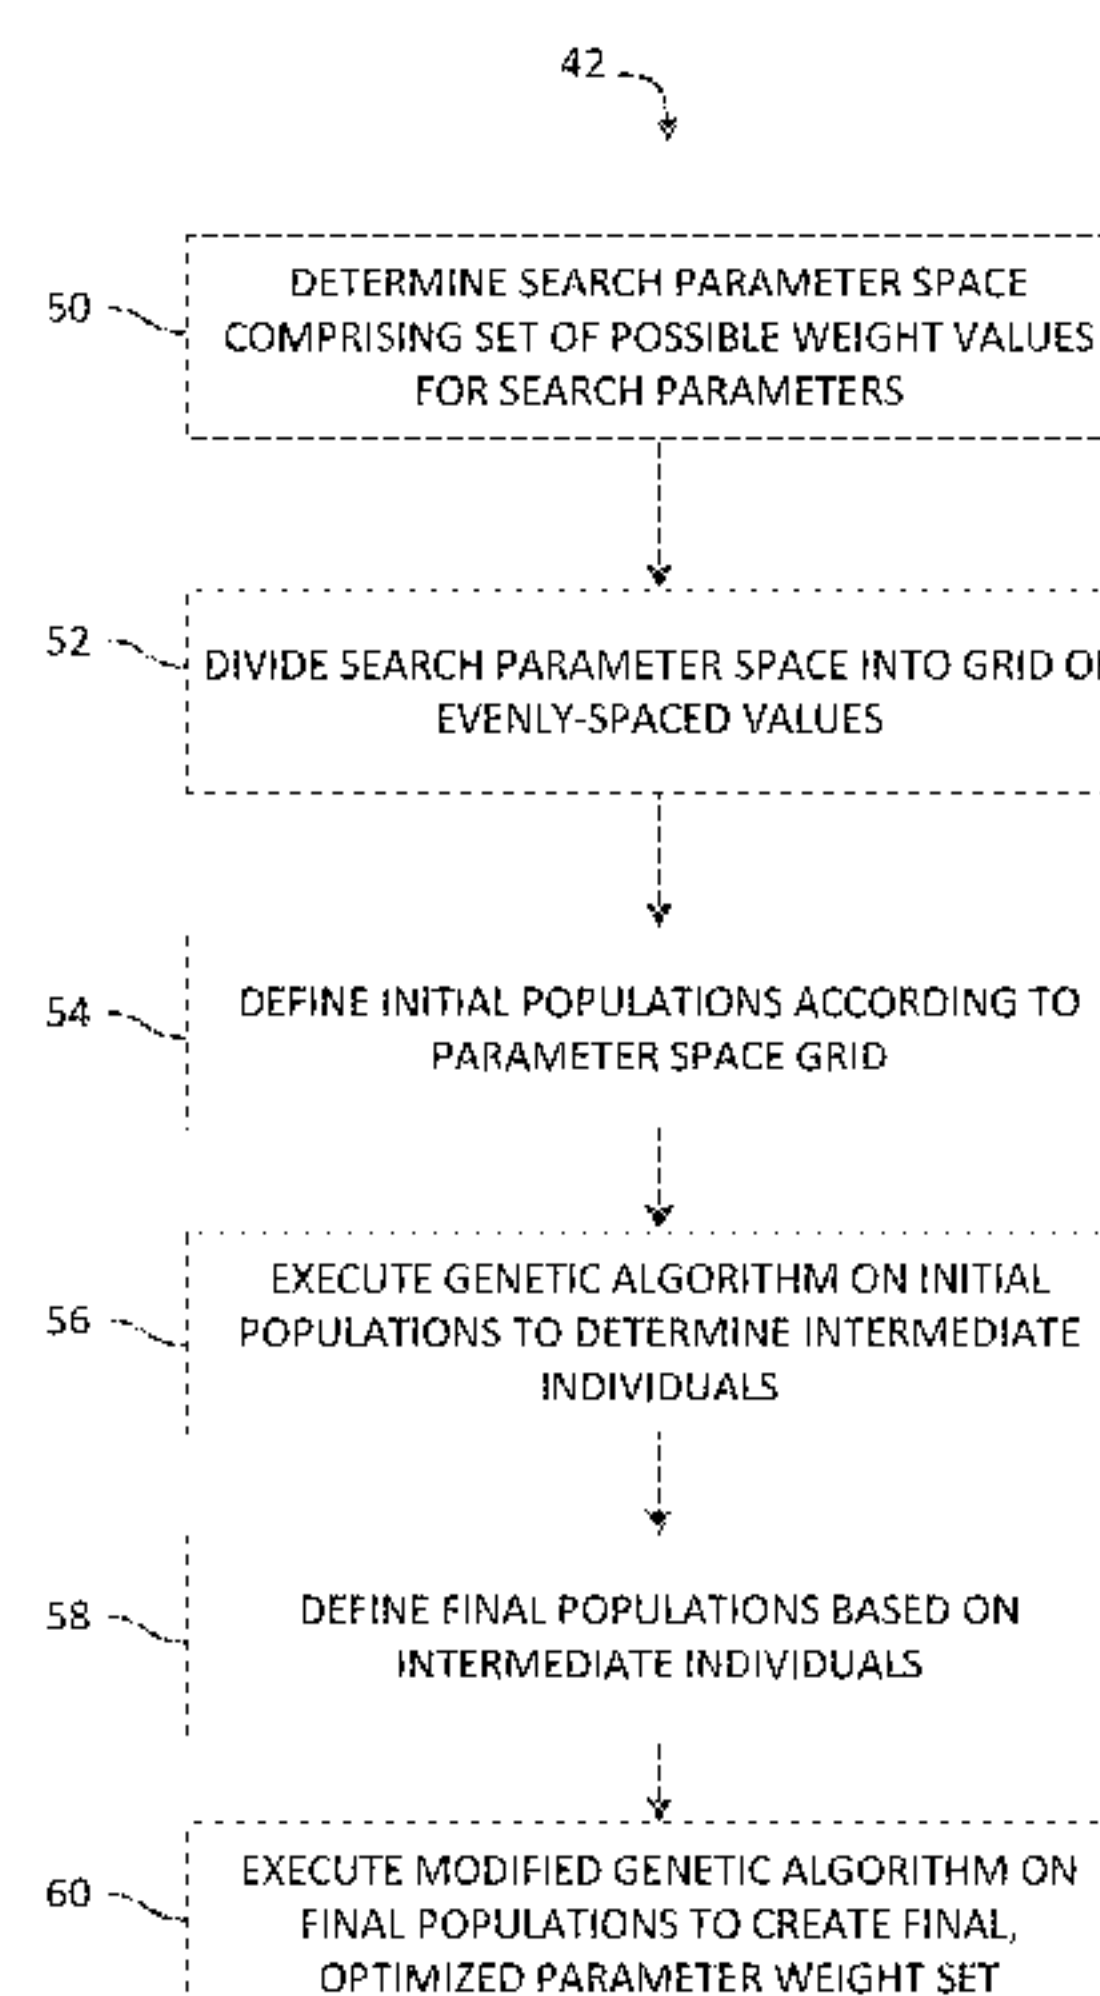 42
50
DETERMINE SEARCH PARAMETER SPACE
COMPRISING SET OF POSSIBLE WEIGHT VALUES
FOR SEARCH PARAMETERS
52
DIVIDE SEARCH PARAMETER SPACE INTO GRID
EVENLY-SPACED VALUES
54
DEFINE INITIAL POPULATIONS ACCORDING TO
PARAMETER SPACE GRID
56
EXECUTE GENETIC ALGORITHM ON INITIAL
POPULATIONS TO DETERMINE INTERMEDIATE
INDIVIDUALS
58
DEFINE FINAL POPULATIONS BASED ON
INTERMEDIATE INDIVIDUALS
60
EXECUTE MODIFIED GENETIC ALGORITHM ON
FINAL POPULATIONS TO CREATE FINAL,
OPTIMIZED PARAMETER WEIGHT SET